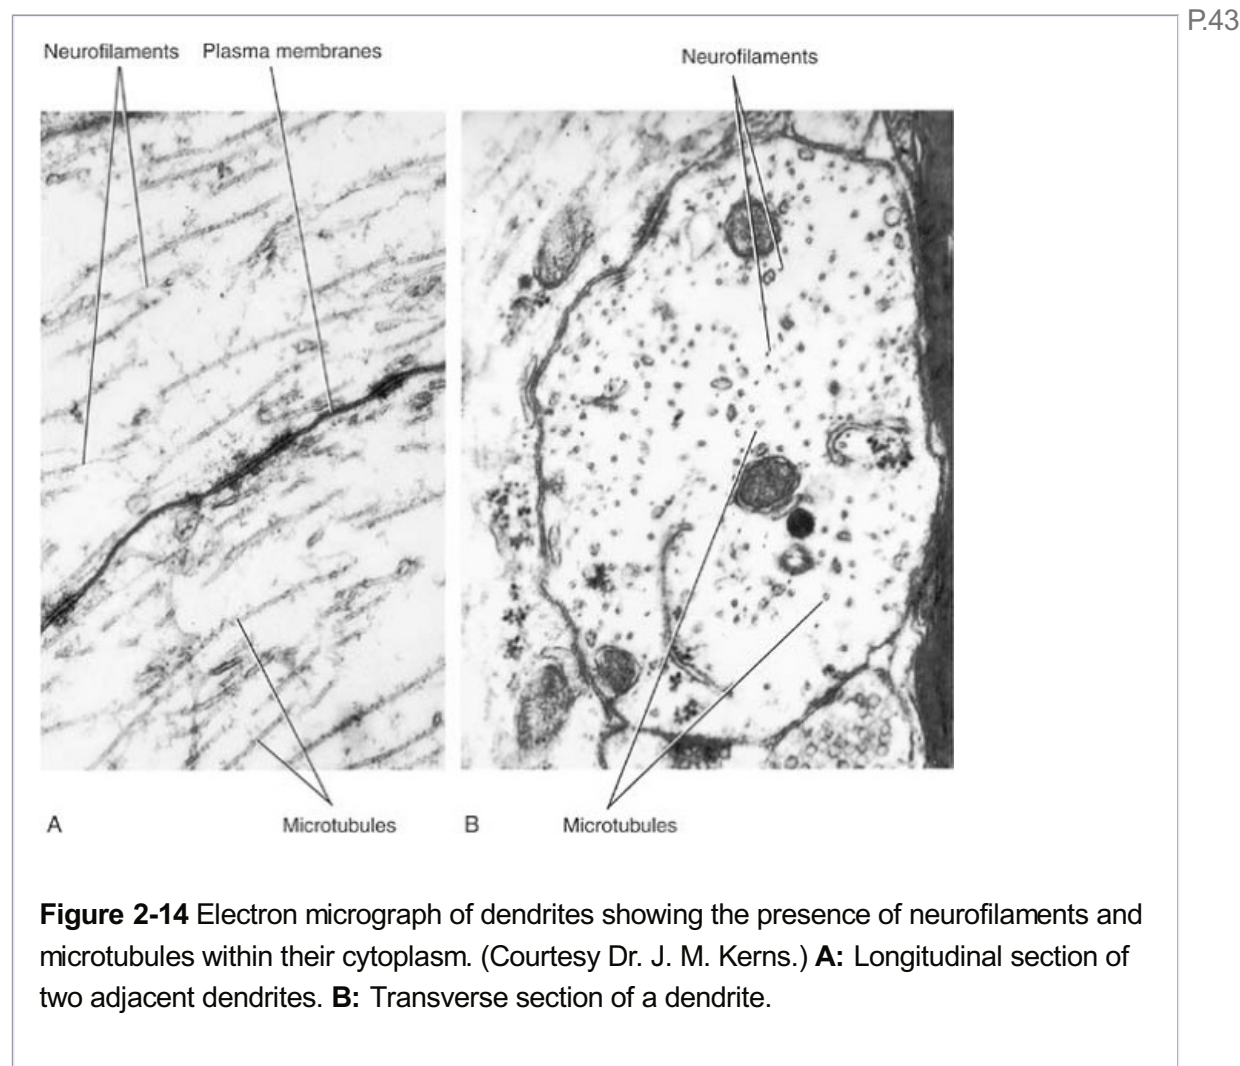 P.43
Neurofilaments
Plasma membranes
Neurofilaments
A
Microtubules
B
Microtubules
Figure 2-14 Electron micrograph of dendrites showing the presence of neurofilaments and
microtubules within their cytoplasm. (Courtesy Dr. J. M. Kerns.) A: Longitudinal section of
two adjacent dendrites. B: Transverse section of a dendrite.